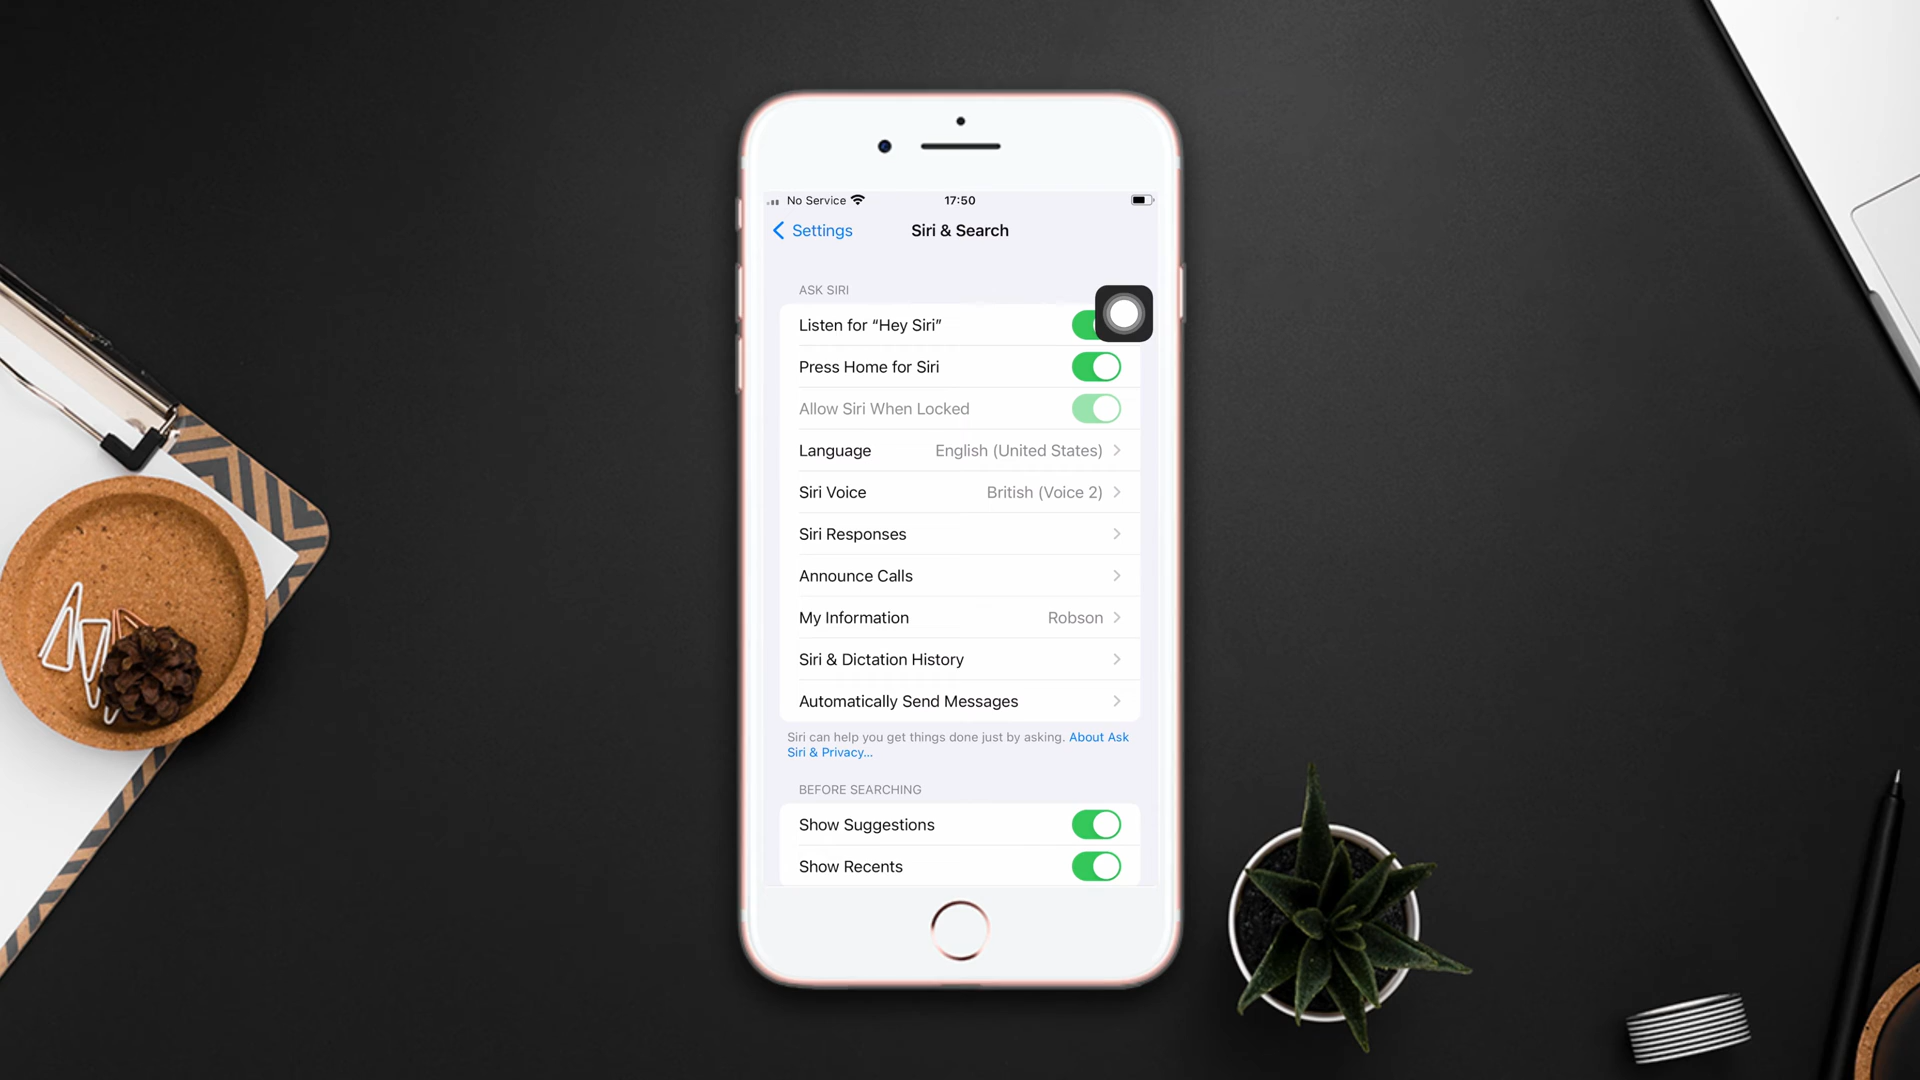 No Service 17:50
Settings Siri & Search
ASK SIRI
Listen for “Hey Siri”
Press Home for Siri
Allow Siri When Locked
Language English (United States)
Siri Voice British (Voice 2)
Siri Responses
Announce Calls
My Information Robson
Siri & Dictation History
Automatically Send Messages
Siri can help you get things done just by asking. About Ask
Siri & Privacy...
BEFORE SEARCHING
Show Suggestions
Show Recents